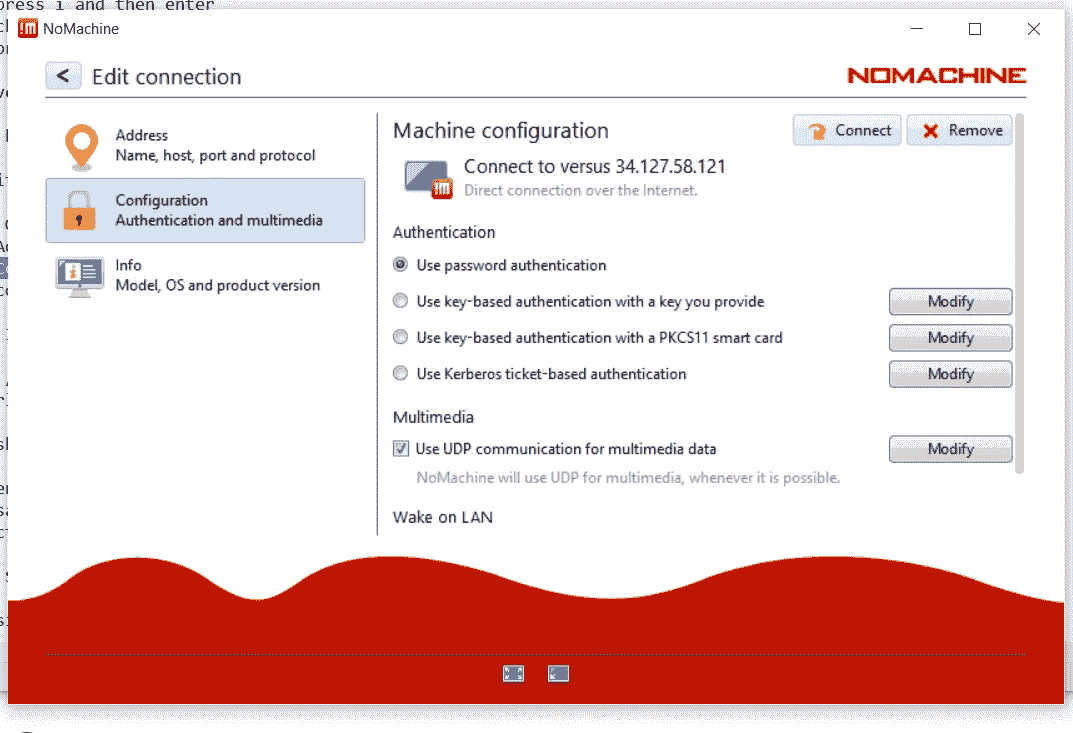 press i and then enter
NoMachine
Edit connection
NOMACHINE
Address
Name, host, port and protocol
Configuration
Authentication and multimedia
Info
Model, OS and product version
Machine configuration
Connect
Remove
Connect to versus 34.127.58.121
Direct connection over the Internet.
Authentication
Use password authentication
Use key-based authentication with a key you provide
Modify
Use key-based authentication with a PKCS11 smart card
Modify
Use Kerberos ticket-based authentication
Modify
Multimedia
Use UDP communication for multimedia data
Modify
NoMachine will use UDP for multimedia, whenever it is possible.
Wake on LAN